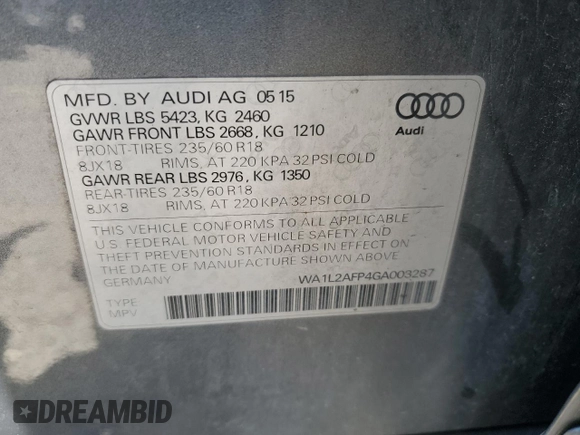 MFD. BY AUDI AG 05 15
GVWR LBS 5423, KG 2460
GAWR FRONT LBS 2668, KG 1210
FRONT-TIRES 235/60 R18
8JX18 RIMS, AT 220 KPA 32 PSI COLD
GAWR REAR LBS 2976, KG 1350
REAR-TIRES 235/60 R18
8JX18 RIMS, AT 220 KPA 32 PSI COLD
THIS VEHICLE CONFORMS TO ALL APPLICABLE
U.S. FEDERAL MOTOR VEHICLE SAFETY AND
THEFT PREVENTION STANDARDS IN EFFECT ON
THE DATE OF MANUFACTURE SHOWN ABOVE
GERMANY WA1L2AFP4GA003287
TYPE
MPV
Audi
DREAMBID